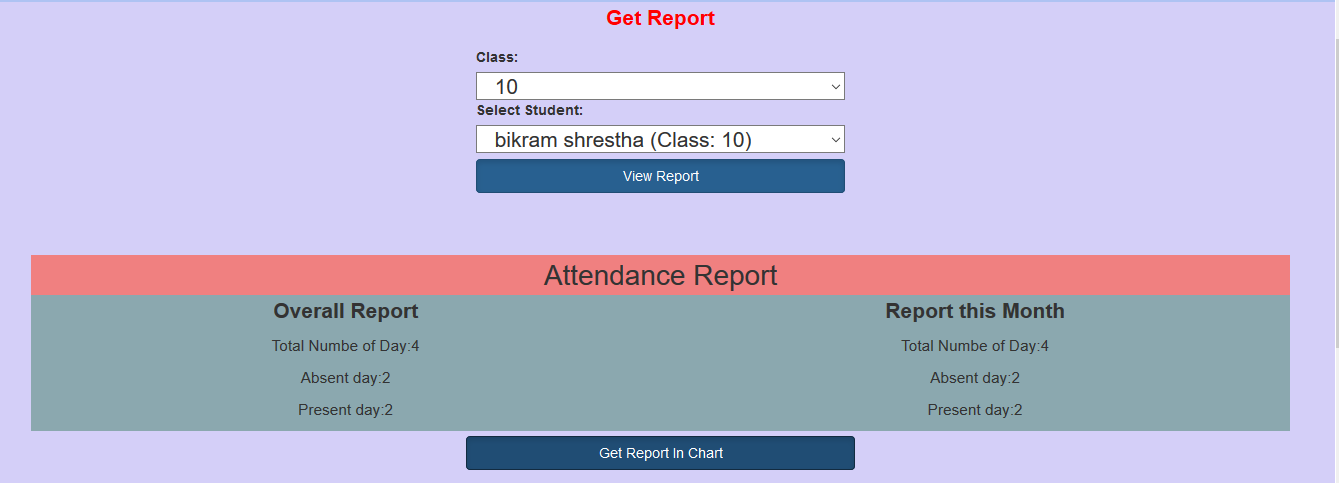 Get Report
Class:
10
Select Student:
bikram shrestha (Class: 10)
View Report
Attendance Report
Overall Report
Total Numbe of Day:4
Absent day:2
Present day:2
Report this Month
Total Numbe of Day:4
Absent day:2
Present day:2
Get Report In Chart